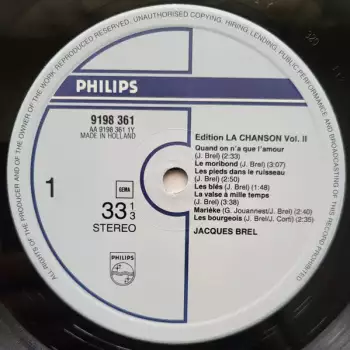 ALL RIGHTS OF THE PRODUCER AND OF THE OWNER OF THE WORK REPRODUCED RESERVED. UNAUTHORISED COPYING, HIRING, LENDING, PUBLIC PERFORMANCE AND BROADCASTING OF THIS RECORD PROHIBITED
PHILIPS
9198 361
AA 9198 361 1Y
MADE IN HOLLAND
1
GEMA
33 1/3
STEREO
PHILIPS
Edition LA CHANSON Vol. II
Quand on n'a que l'amour
(J. Brel) (2:33)
Le moribond (J. Brel) (3:07)
Les pieds dans le ruisseau
(J. Brel) (2:50)
Les blés (J. Brel) (1:48)
La valse à mille temps
(J. Brel) (3:38)
Mariéke (G. Jouannest/J. Brel) (2:40)
Les bourgeois (J. Brel/J. Corti) (2:35)
JACQUES BREL